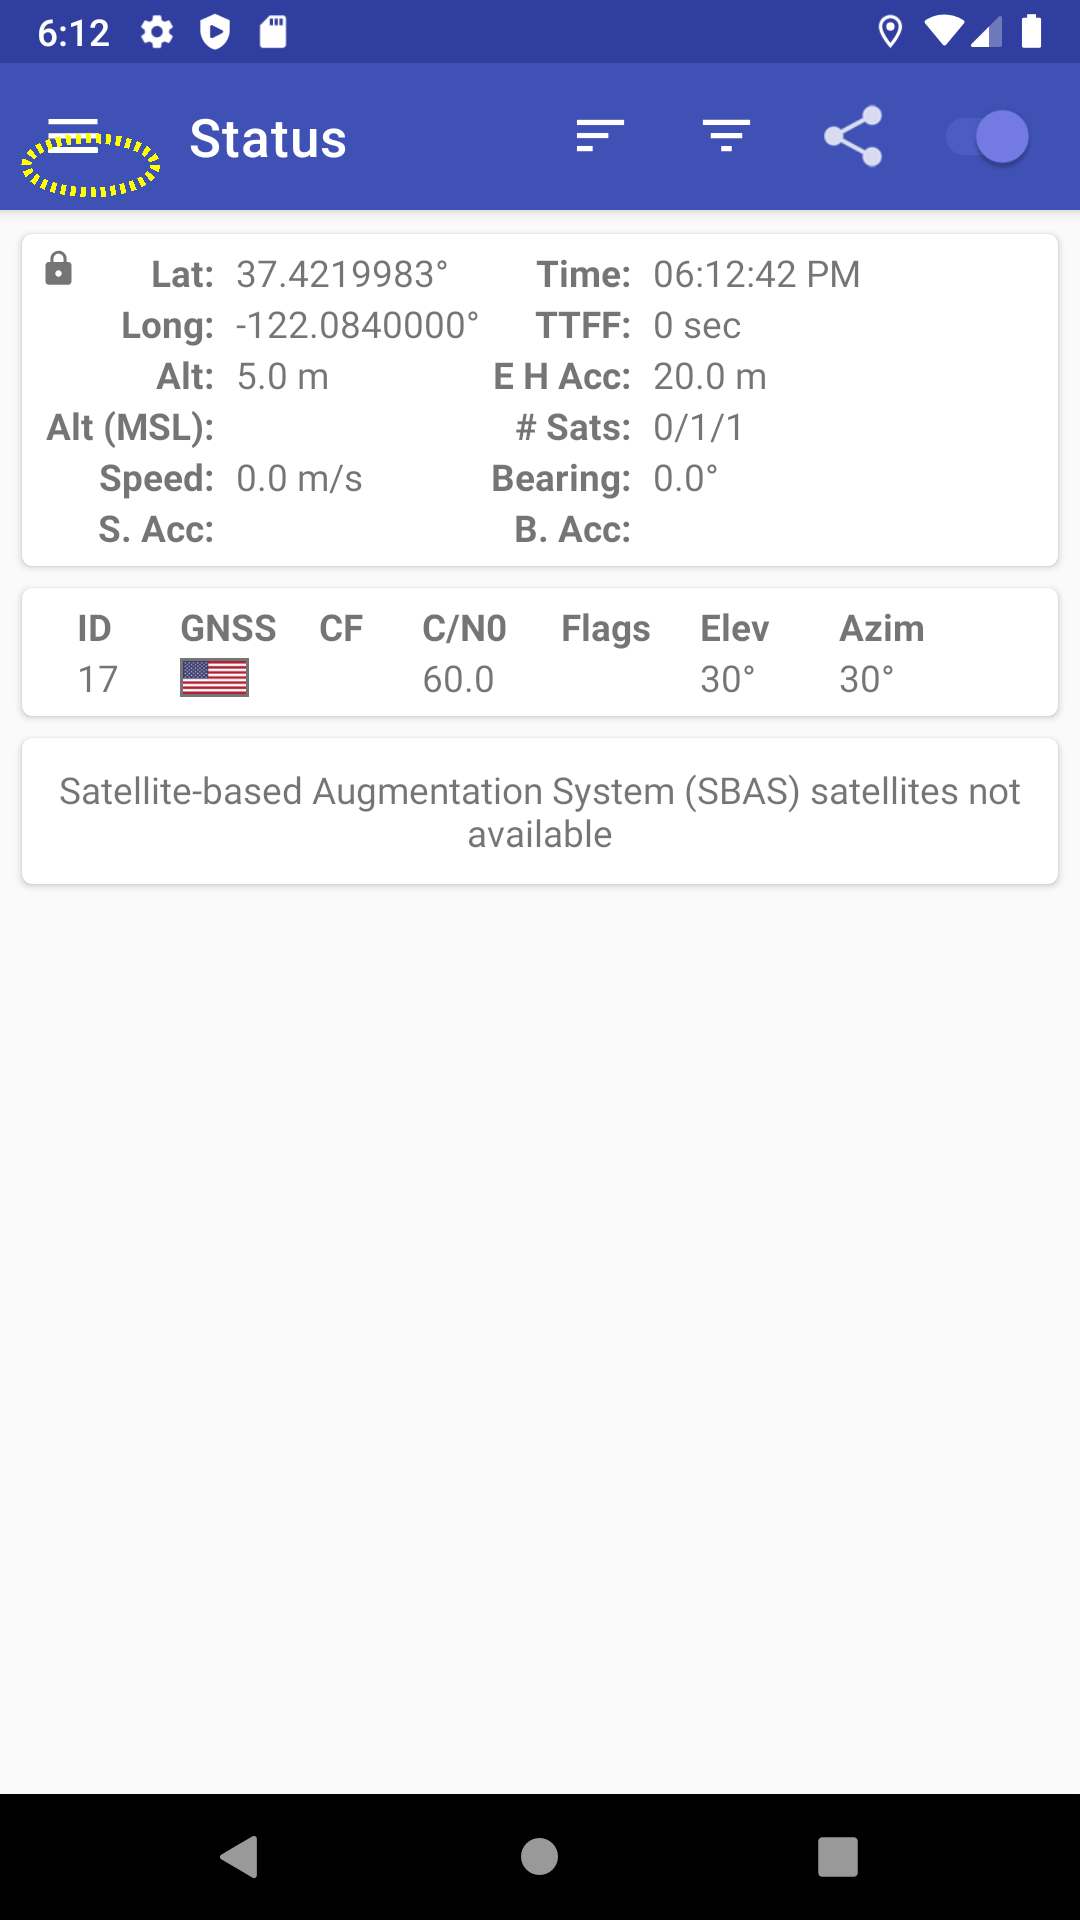 6:12
Status
Lat: 37.4219983° Time: 06:12:42 PM
Long: -122.0840000° TTFF: 0 sec
Alt: 5.0 m E H Acc: 20.0 m
Alt (MSL): # Sats: 0/1/1
Speed: 0.0 m/s Bearing: 0.0°
S. Acc: B. Acc:
ID GNSS CF C/N0 Flags Elev Azim
17 60.0 30° 30°
Satellite-based Augmentation System (SBAS) satellites not
available